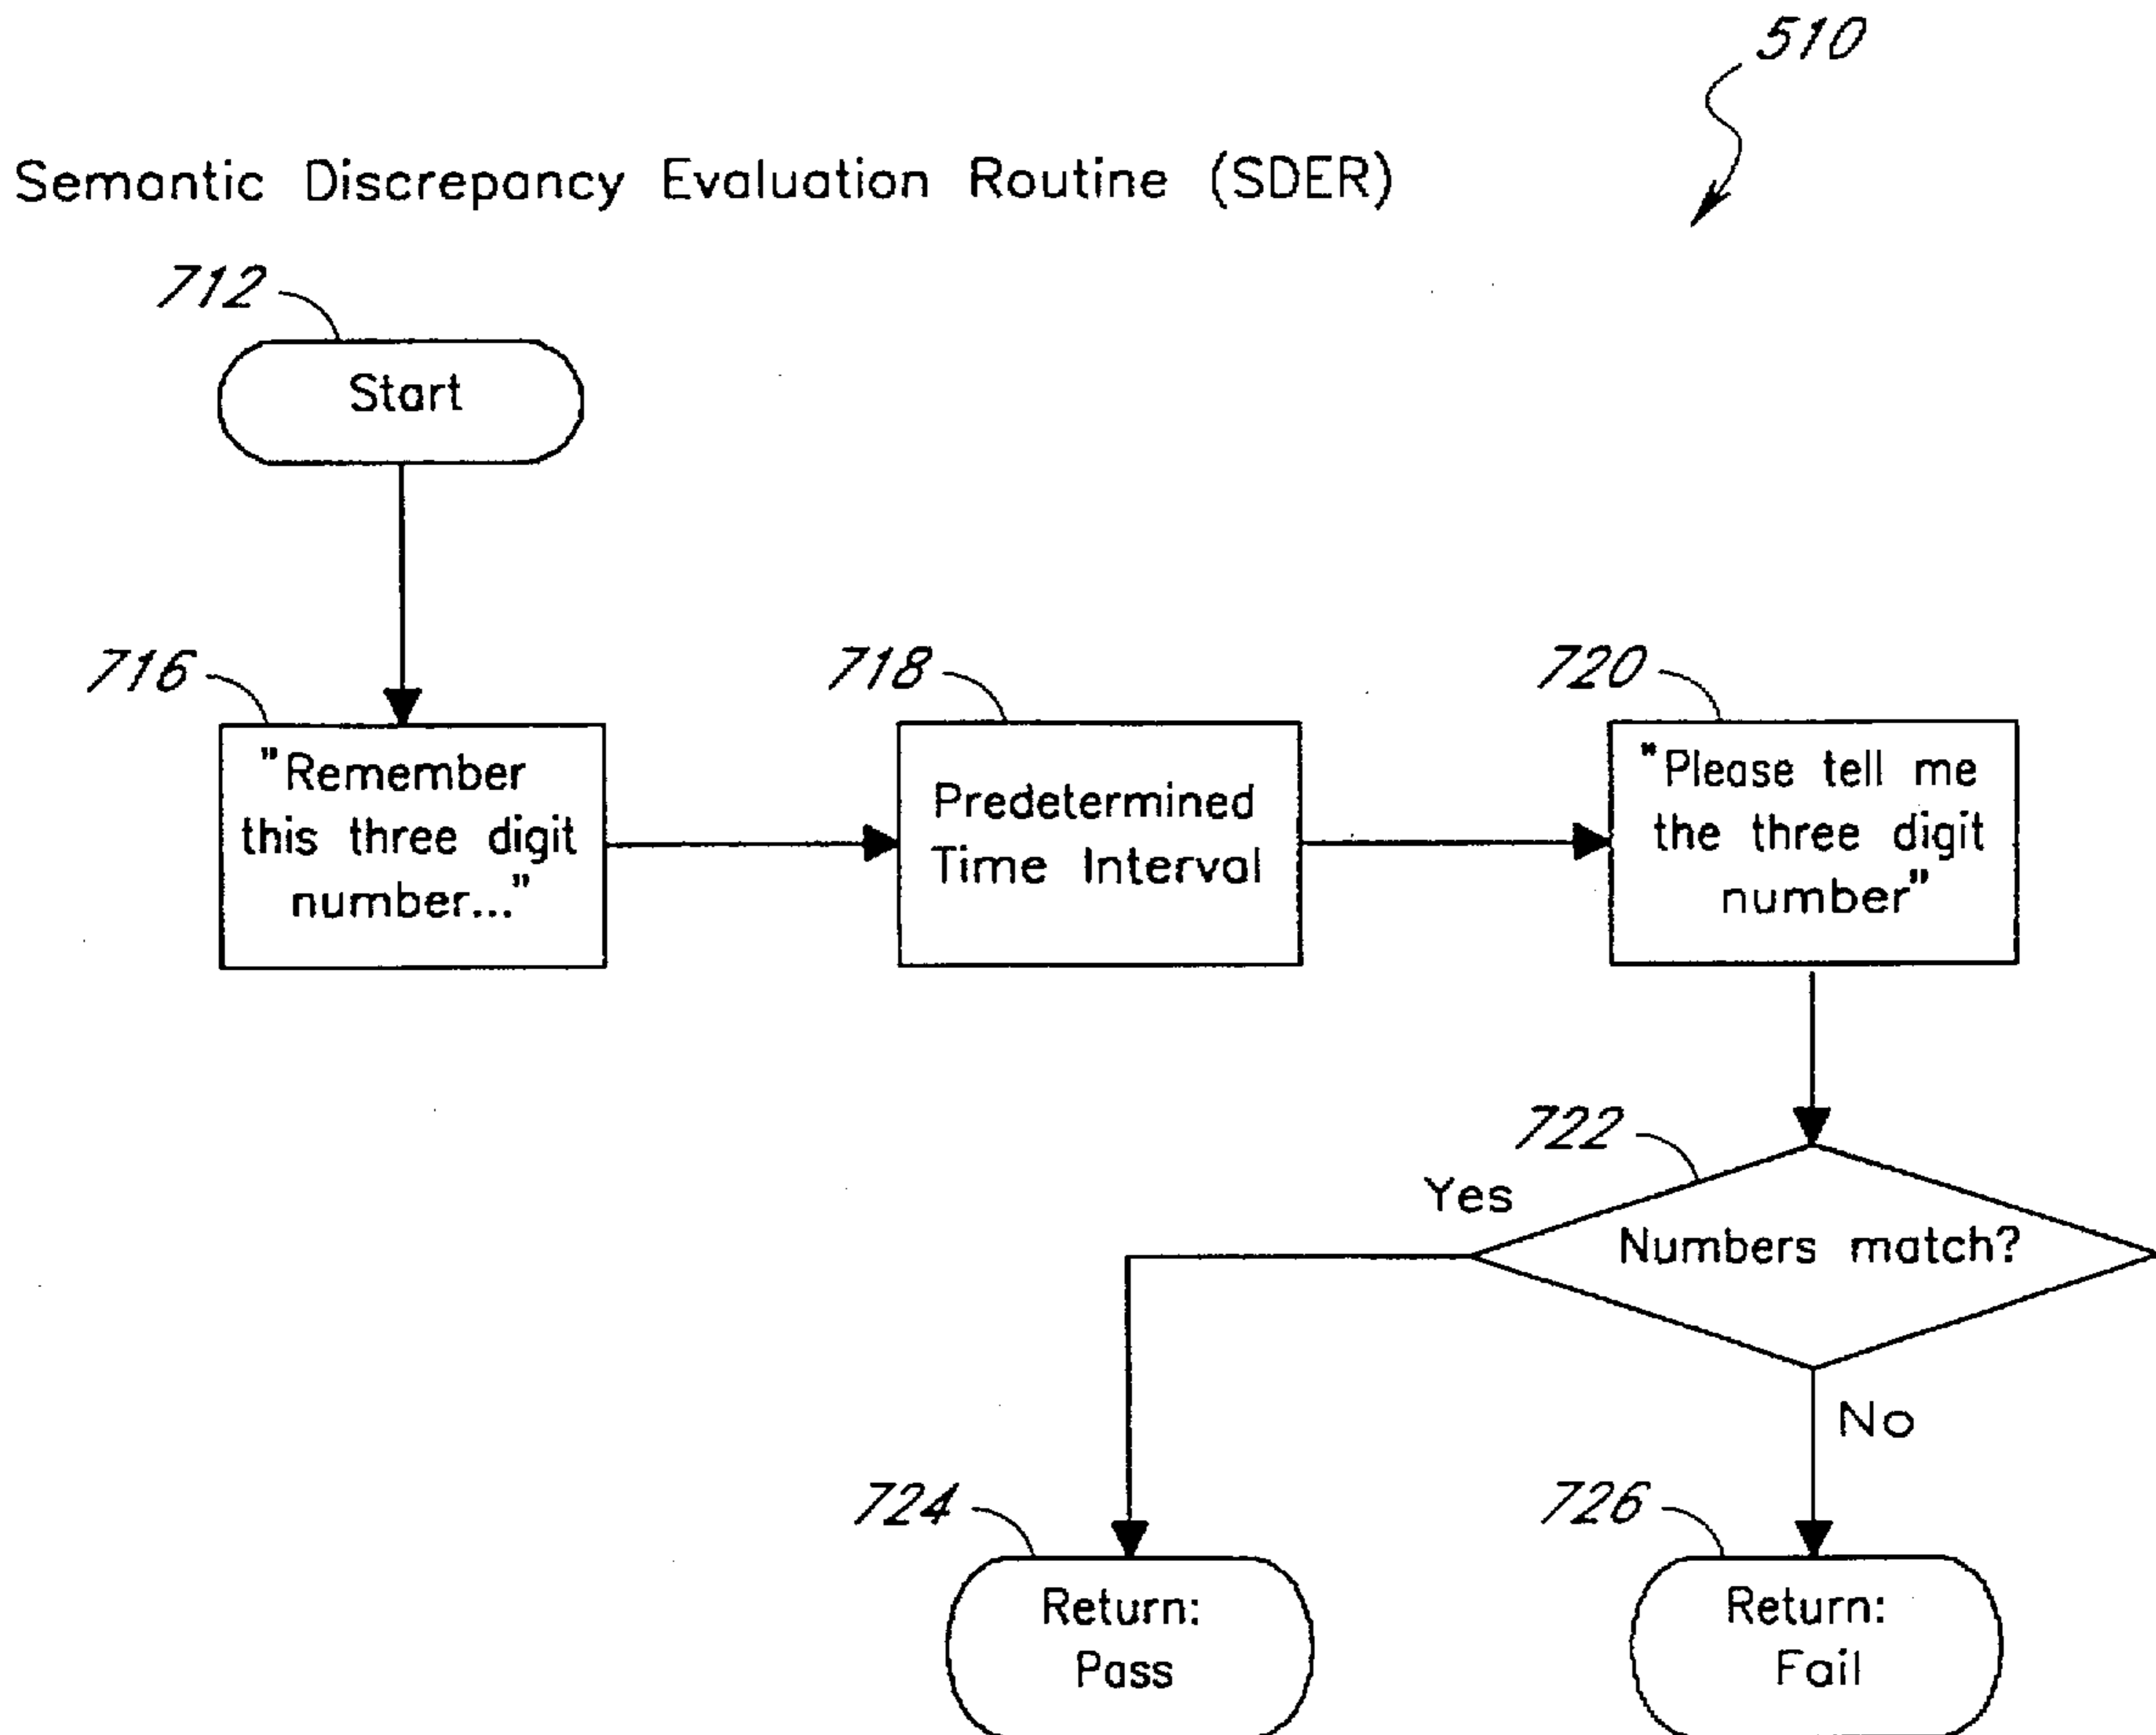 510
Semantic Discrepancy Evaluation Routine (SDER)
712
Start
716
"Remember
this three digit
number..."
718
Predetermined
Time Interval
720
"Please tell me
the three digit
number"
722
Yes
Numbers match?
No
724
Return:
Pass
726
Return:
Fail